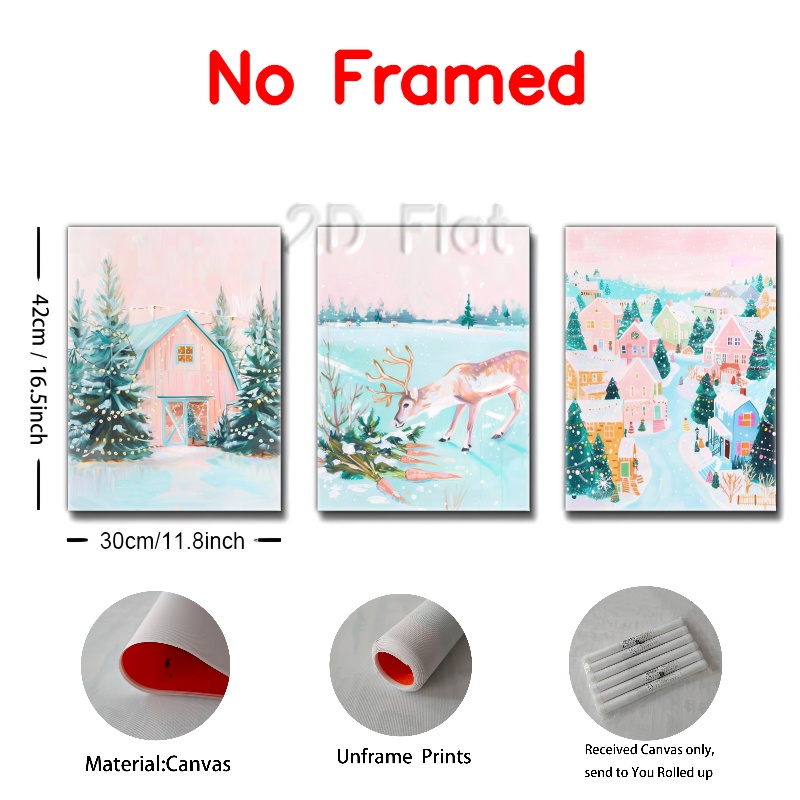 No Framed
2D Flat
42cm / 16.5inch
30cm/11.8inch
Material:Canvas
Unframe Prints
Received Canvas only,
send to You Rolled up